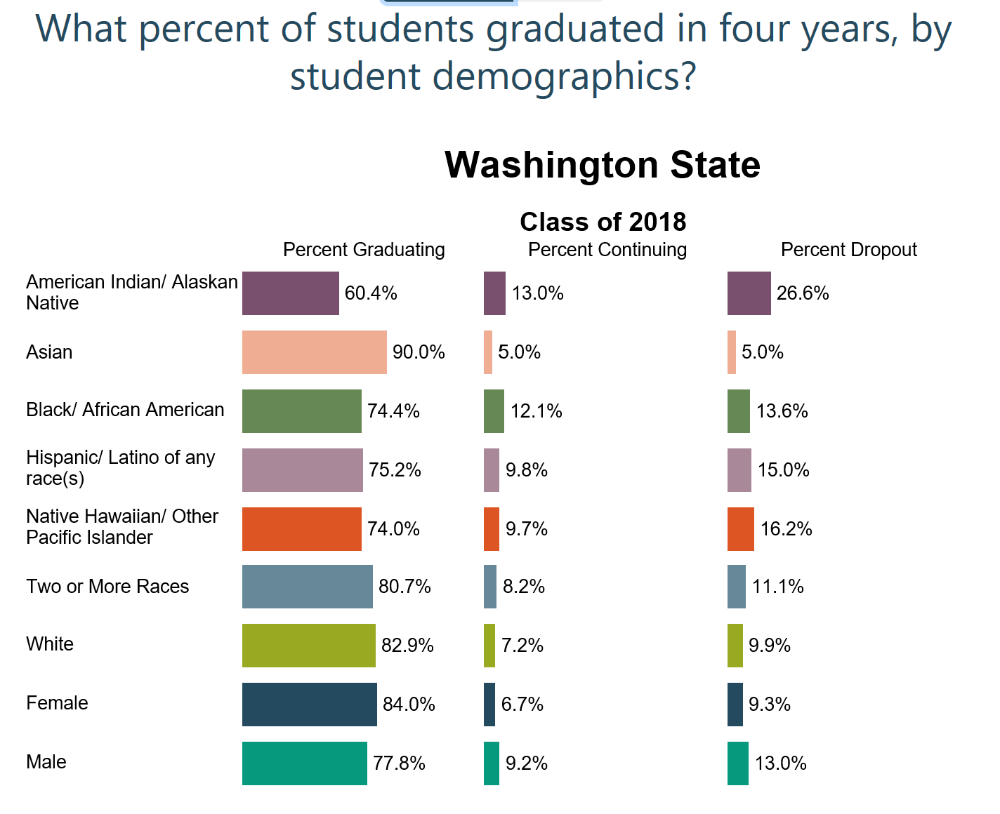 What percent of students graduated in four years, by
student demographics?
Washington State
Class of 2018
Percent Graduating Percent Continuing Percent Dropout
American Indian/ Alaskan
Native
60.4% 13.0% 26.6%
Asian 90.0% 5.0% 5.0%
Black/ African American 74.4% 12.1% 13.6%
Hispanic/ Latino of any
race(s)
75.2% 9.8% 15.0%
Native Hawaiian/ Other
Pacific Islander
74.0% 9.7% 16.2%
Two or More Races 80.7% 8.2% 11.1%
White 82.9% 7.2% 9.9%
Female 84.0% 6.7% 9.3%
Male 77.8% 9.2% 13.0%